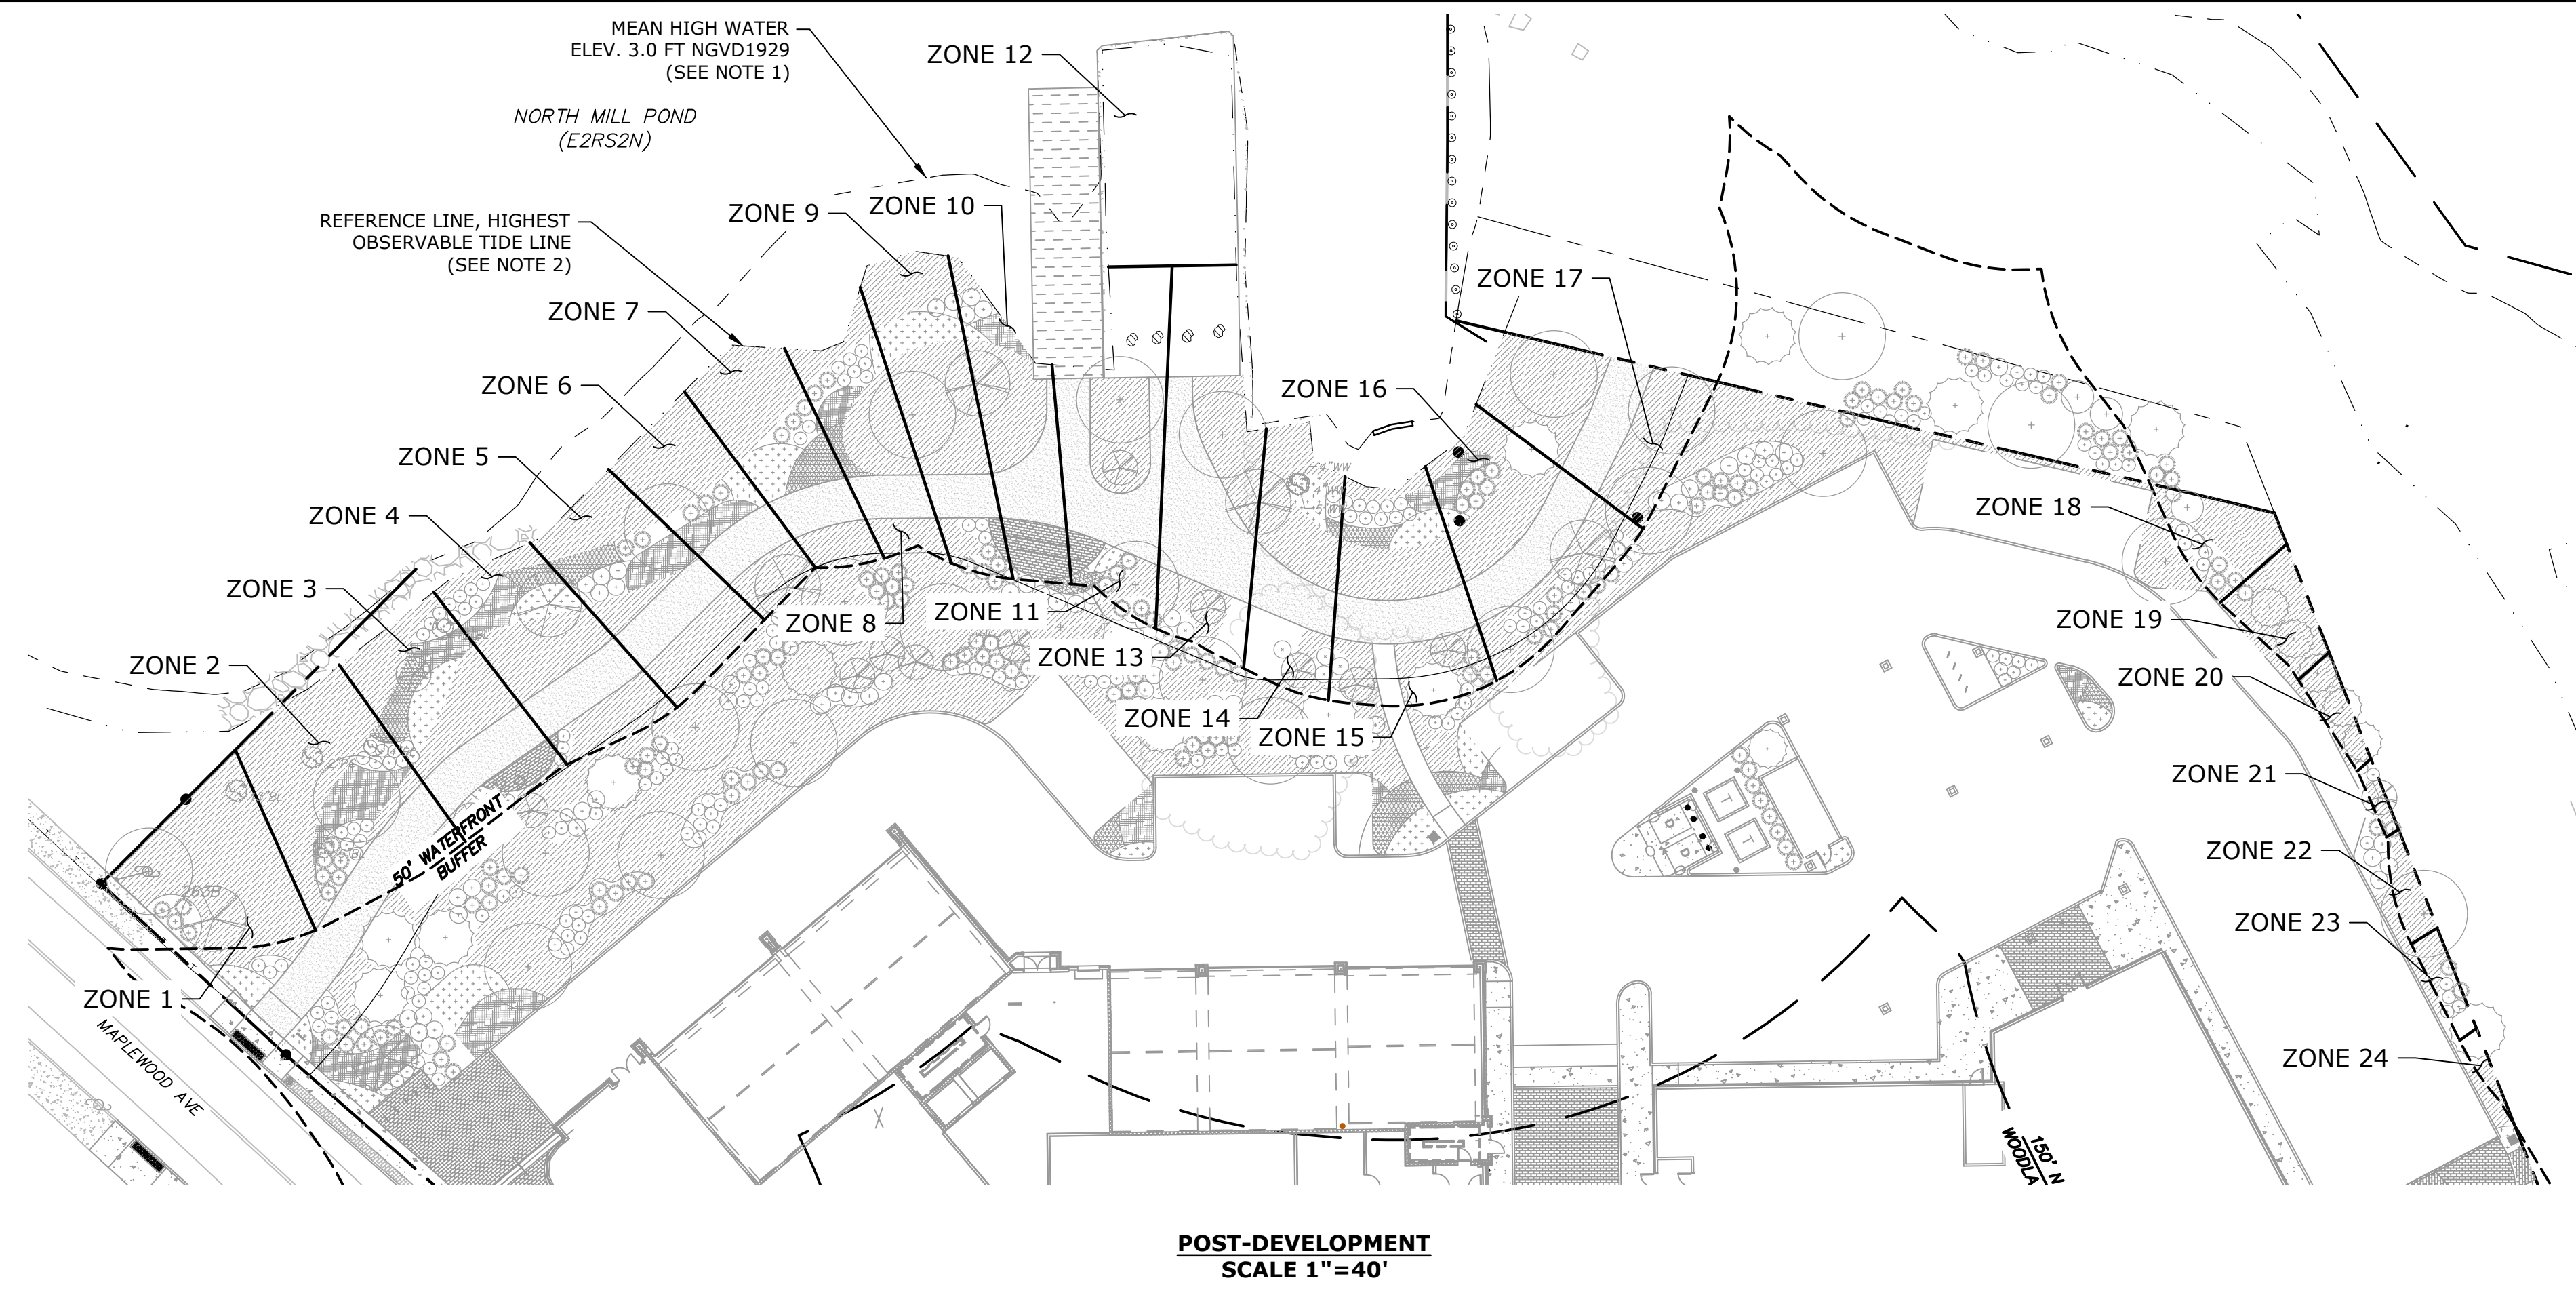 MEAN HIGH WATER
ELEV. 3.0 FT NGVD1929
(SEE NOTE 1)
NORTH MILL POND
(E2RS2N)
REFERENCE LINE, HIGHEST
OBSERVABLE TIDE LINE
(SEE NOTE 2)
ZONE 12
ZONE 9
ZONE 10
ZONE 7
ZONE 6
ZONE 5
ZONE 4
ZONE 3
ZONE 2
ZONE 1
ZONE 8
ZONE 11
ZONE 13
ZONE 14
ZONE 15
ZONE 16
ZONE 17
ZONE 18
ZONE 19
ZONE 20
ZONE 21
ZONE 22
ZONE 23
ZONE 24
50' WATERFRONT
BUFFER
263B
MAPLEWOOD AVE
150' N
WOODLA
POST-DEVELOPMENT
SCALE 1"=40'